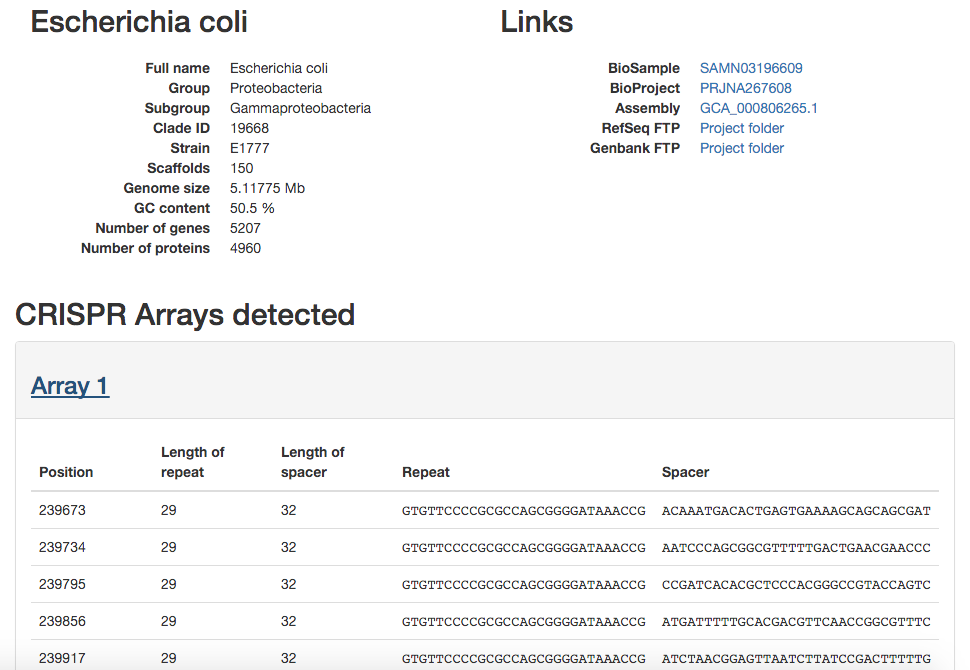 Escherichia coli
Full name Escherichia coli
Group Proteobacteria
Subgroup Gammaproteobacteria
Clade ID 19668
Strain E1777
Scaffolds 150
Genome size 5.11775 Mb
GC content 50.5 %
Number of genes 5207
Number of proteins 4960
Links
BioSample SAMN03196609
BioProject PRJNA267608
Assembly GCA_000806265.1
RefSeq FTP Project folder
Genbank FTP Project folder
CRISPR Arrays detected
Array 1
Position Length of repeat Length of spacer Repeat Spacer
239673 29 32 GTGTTCCCCGCGCCAGCGGGGATAAACCG ACAAATGACACTGAGTGAAAAGCAGCAGCGAT
239734 29 32 GTGTTCCCCGCGCCAGCGGGGATAAACCG AATCCCAGCGGCGTTTTTGACTGAACGAACCC
239795 29 32 GTGTTCCCCGCGCCAGCGGGGATAAACCG CCGATCACACGCTCCCACGGGCCGTACCAGTC
239856 29 32 GTGTTCCCCGCGCCAGCGGGGATAAACCG ATGATTTTTGCACGACGTTCAACCGGCGTTTC
239917 29 32 GTGTTCCCCGCGCCAGCGGGGATAAACCG ATCTAACGGAGTTAATCTTATCCGACTTTTTG